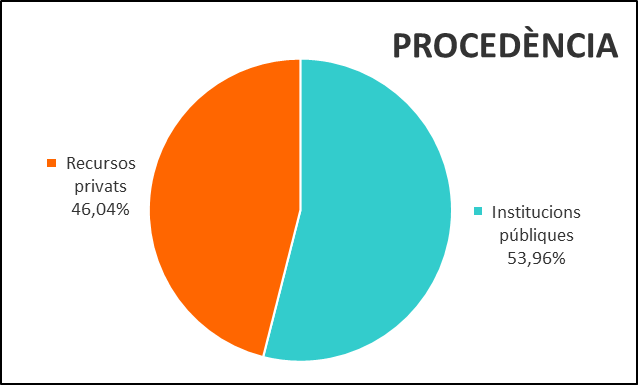 PROCEDÈNCIA
Recursos
privats
46,04%
Institucions
públiques
53,96%